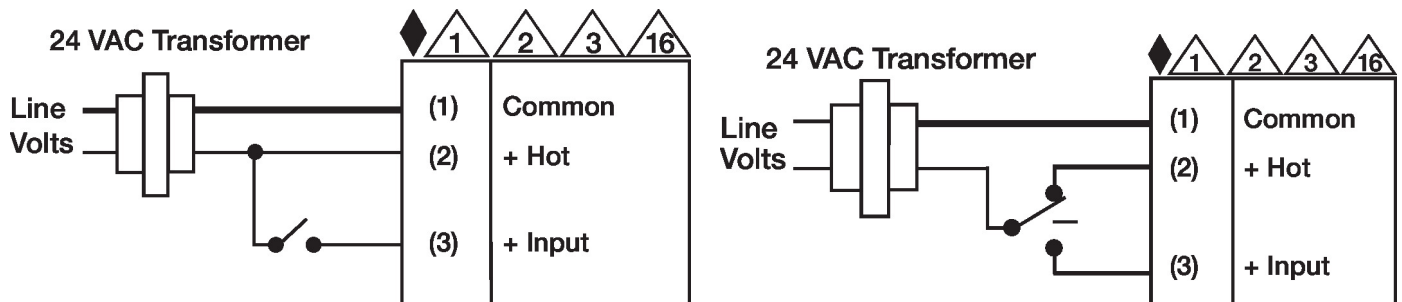 24 VAC Transformer
1 2 3 16
Line
Volts
(1) Common
(2) + Hot
(3) + Input
24 VAC Transformer
1 2 3 16
Line
Volts
(1) Common
(2) + Hot
(3) + Input